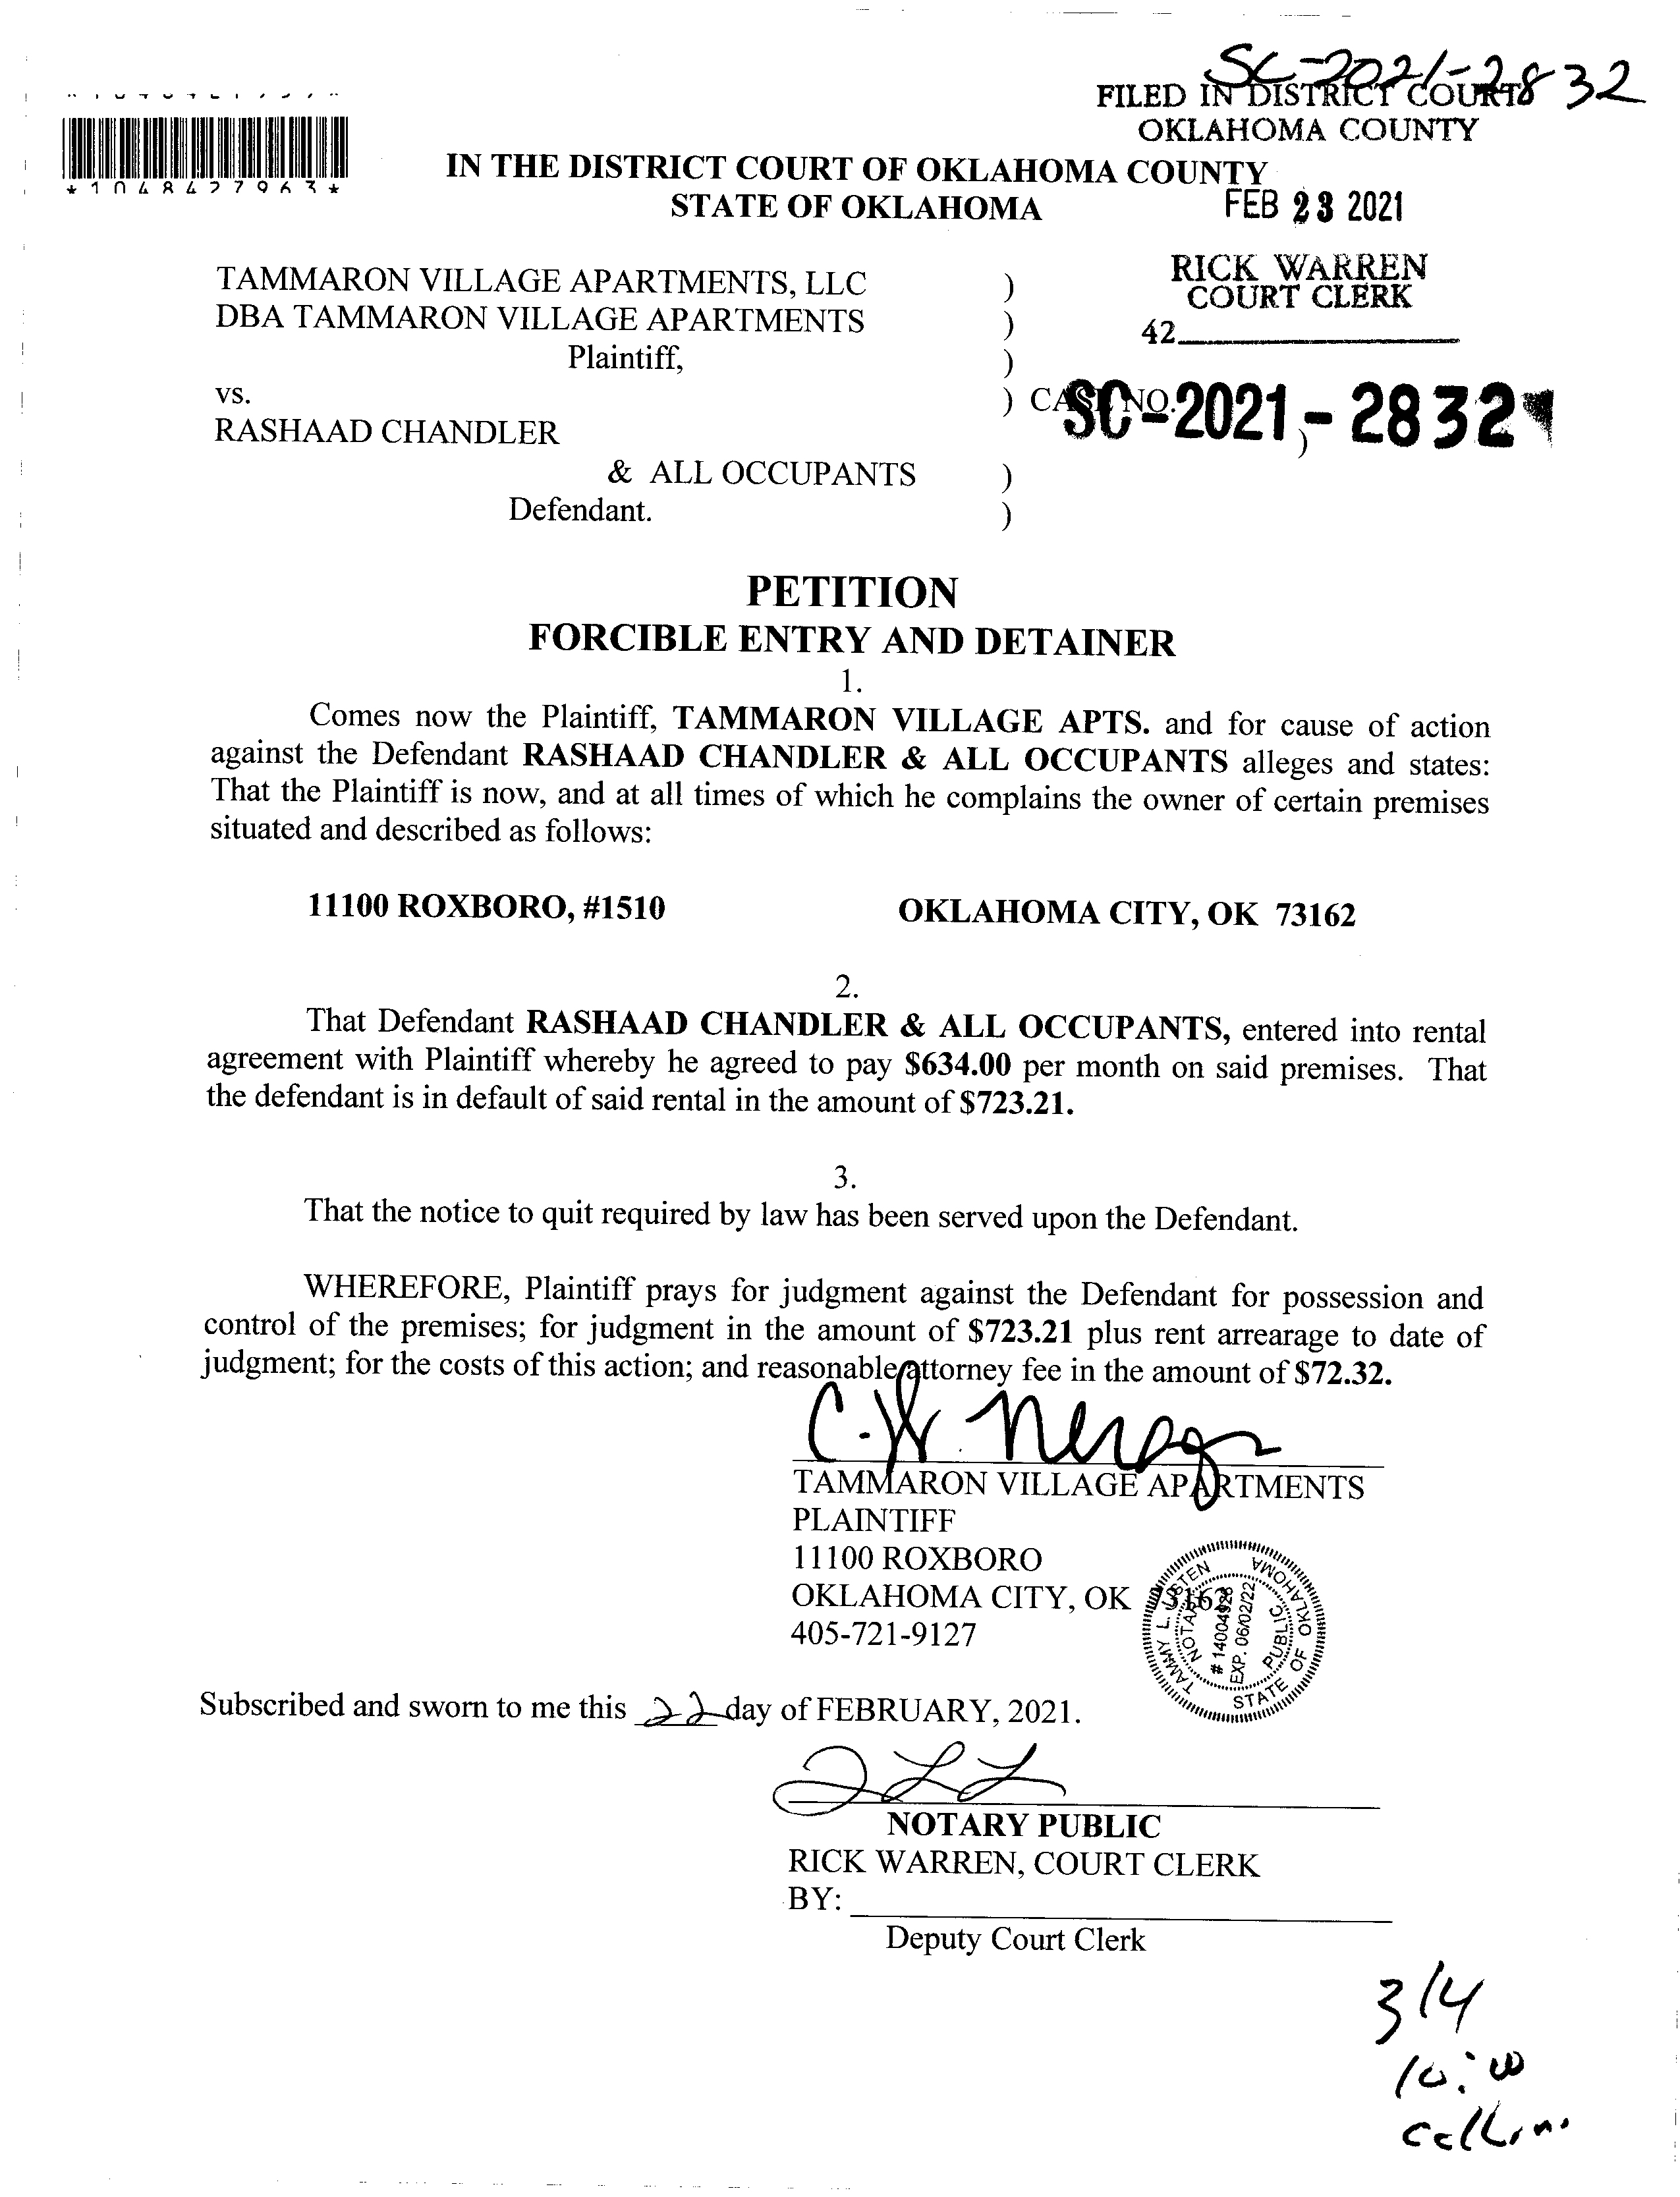 SC-2021-2832
FILED IN DISTRICT COURT
OKLAHOMA COUNTY
*1048427963*
IN THE DISTRICT COURT OF OKLAHOMA COUNTY
STATE OF OKLAHOMA
FEB 23 2021
RICK WARREN
COURT CLERK
42
TAMMARON VILLAGE APARTMENTS, LLC )
DBA TAMMARON VILLAGE APARTMENTS )
Plaintiff, )
vs. ) CASE NO. SC-2021-2832
RASHAAD CHANDLER )
& ALL OCCUPANTS )
Defendant. )
PETITION
FORCIBLE ENTRY AND DETAINER
1.
Comes now the Plaintiff, TAMMARON VILLAGE APTS. and for cause of action
against the Defendant RASHAAD CHANDLER & ALL OCCUPANTS alleges and states:
That the Plaintiff is now, and at all times of which he complains the owner of certain premises
situated and described as follows:
11100 ROXBORO, #1510 OKLAHOMA CITY, OK 73162
2.
That Defendant RASHAAD CHANDLER & ALL OCCUPANTS, entered into rental
agreement with Plaintiff whereby he agreed to pay $634.00 per month on said premises. That
the defendant is in default of said rental in the amount of $723.21.
3.
That the notice to quit required by law has been served upon the Defendant.
WHEREFORE, Plaintiff prays for judgment against the Defendant for possession and
control of the premises; for judgment in the amount of $723.21 plus rent arrearage to date of
judgment; for the costs of this action; and reasonable attorney fee in the amount of $72.32.
TAMMARON VILLAGE APARTMENTS
PLAINTIFF
11100 ROXBORO
OKLAHOMA CITY, OK 73162
405-721-9127
TAMMY L.
NOTARY PUBLIC
# 14004926
EXP. 06/02/22
STATE OF OKLAHOMA
Subscribed and sworn to me this 22 day of FEBRUARY, 2021.
NOTARY PUBLIC
RICK WARREN, COURT CLERK
BY:
Deputy Court Clerk
3/4
10:00